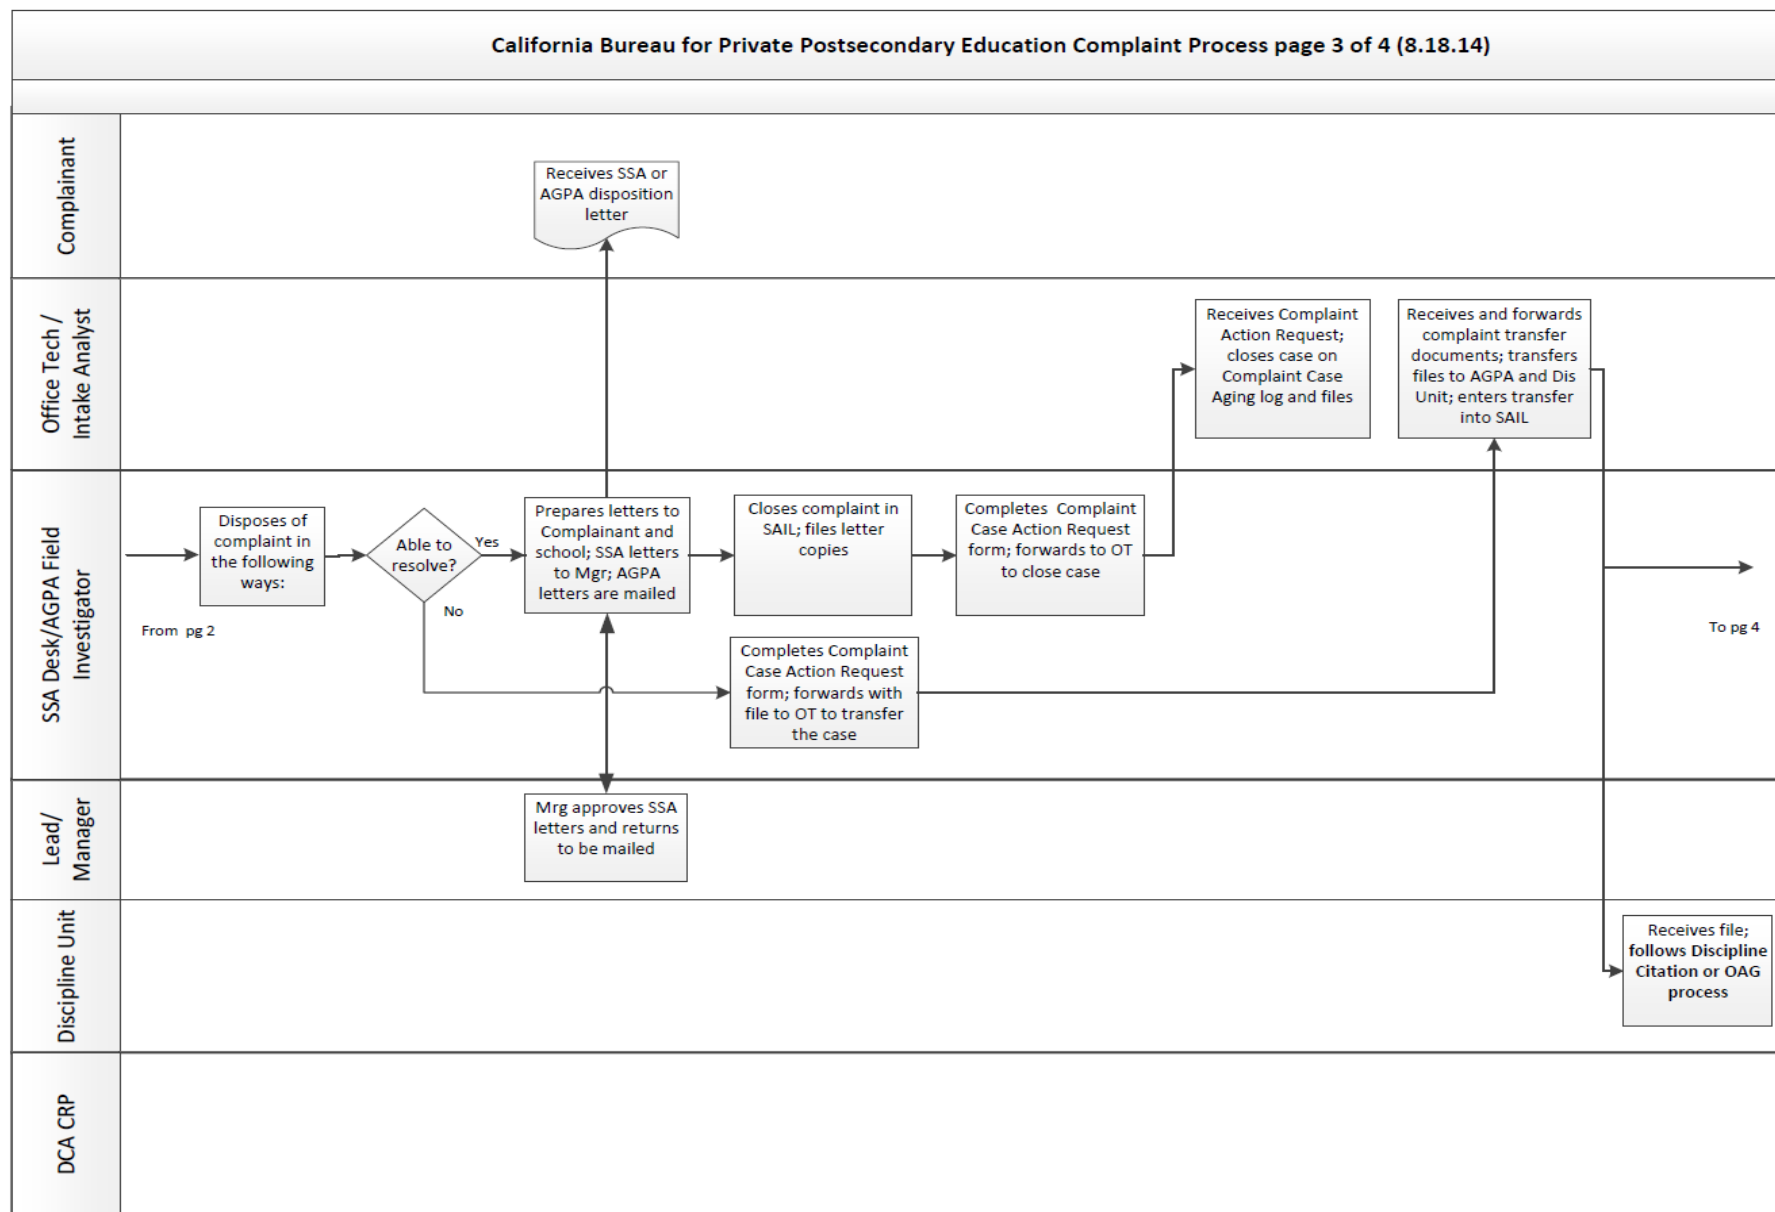 California Bureau for Private Postsecondary Education Complaint Process page 3 of 4 (8.18.14)
Complainant
Receives SSA or
AGPA disposition
letter
Office Tech /
Intake Analyst
Receives Complaint
Action Request;
closes case on
Complaint Case
Aging log and files
Receives and forwards
complaint transfer
documents; transfers
files to AGPA and Dis
Unit; enters transfer
into SAIL
SSA Desk/AGPA Field
Investigator
From pg 2
Disposes of
complaint in
the following
ways:
Able to
resolve?
Yes
No
Prepares letters to
Complainant and
school; SSA letters
to Mgr; AGPA
letters are mailed
Closes complaint in
SAIL; files letter
copies
Completes Complaint
Case Action Request
form; forwards to OT
to close case
Completes Complaint
Case Action Request
form; forwards with
file to OT to transfer
the case
To pg 4
Lead/
Manager
Mrg approves SSA
letters and returns
to be mailed
Discipline Unit
Receives file;
follows Discipline
Citation or OAG
process
DCA CRP